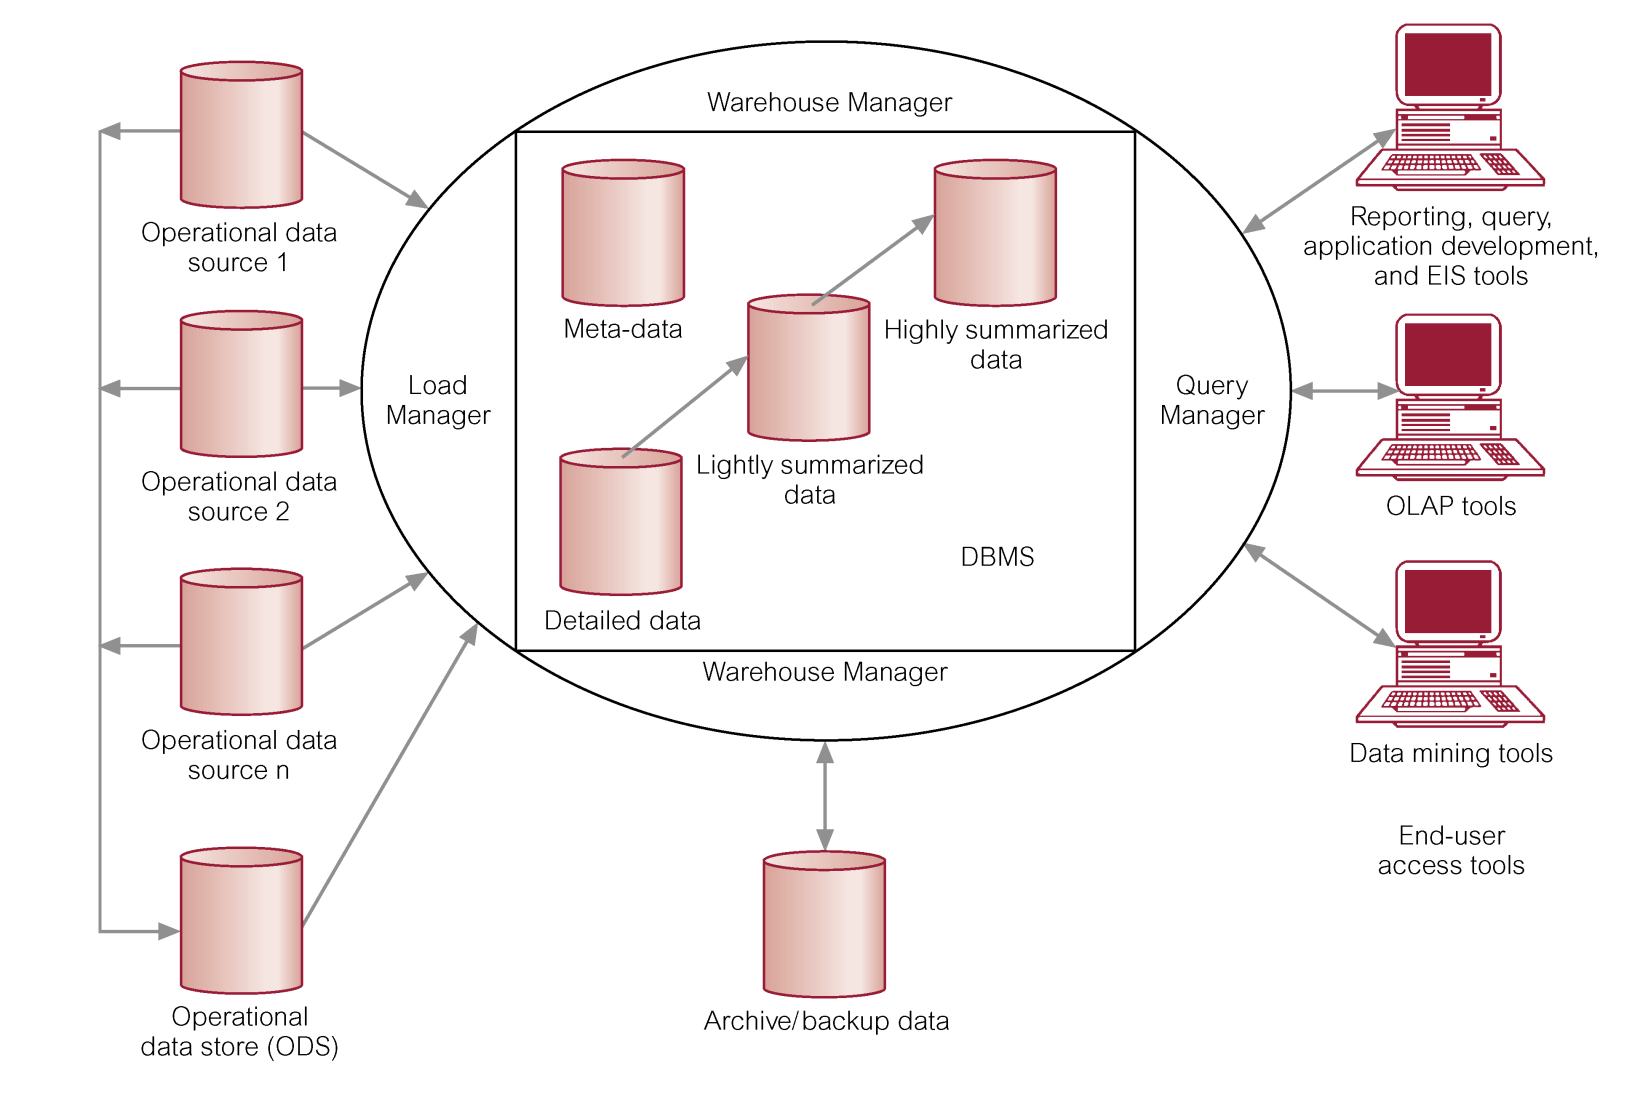 Warehouse Manager
Operational data
source 1
Operational data
source 2
Operational data
source n
Operational
data store (ODS)
Load
Manager
Meta-data
Highly summarized
data
Lightly summarized
data
Detailed data
DBMS
Warehouse Manager
Archive/backup data
Query
Manager
Reporting, query,
application development,
and EIS tools
OLAP tools
Data mining tools
End-user
access tools